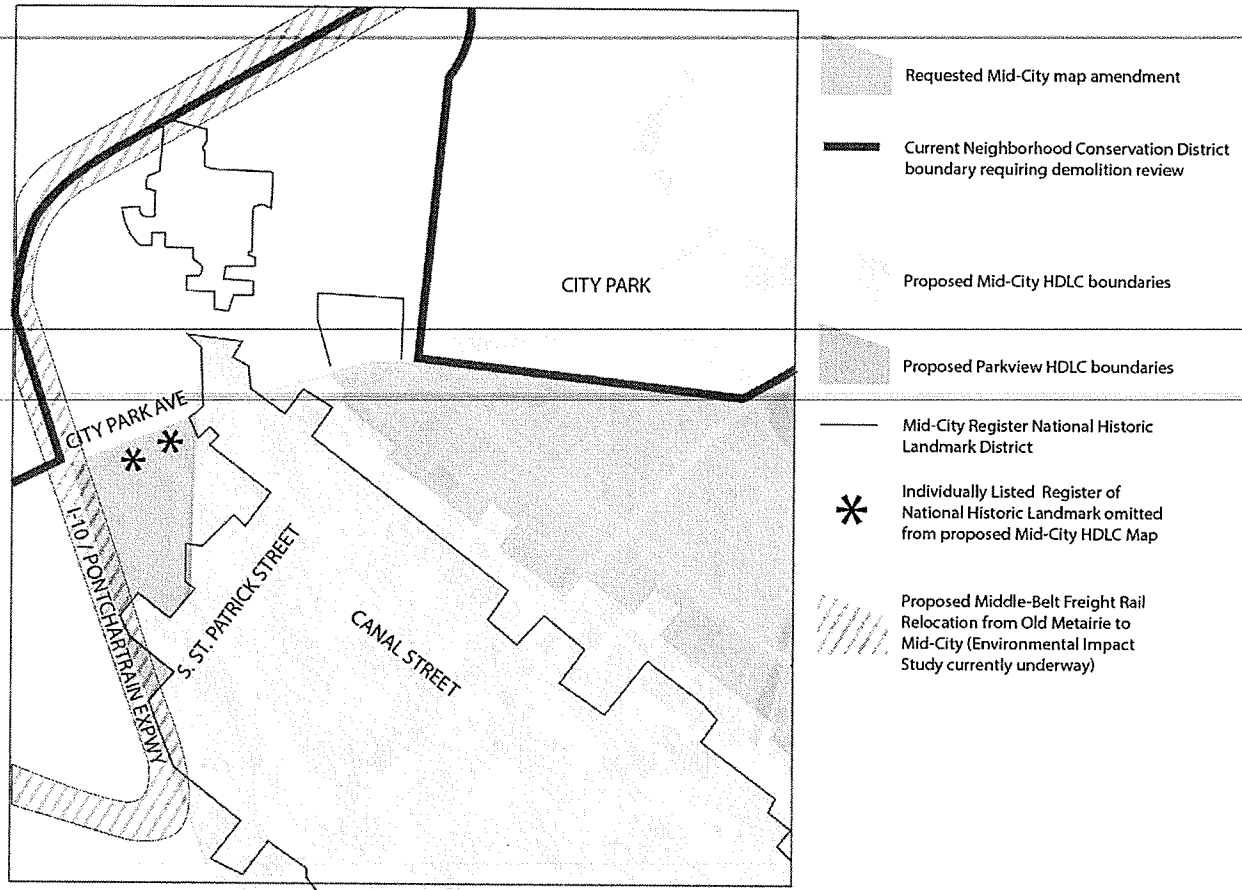 CITY PARK
CITY PARK AVE
I-10 / PONTCHARTRAIN EXPWY
S. ST. PATRICK STREET
CANAL STREET
Requested Mid-City map amendment
Current Neighborhood Conservation District
boundary requiring demolition review
Proposed Mid-City HDLC boundaries
Proposed Parkview HDLC boundaries
Mid-City Register National Historic
Landmark District
Individually Listed Register of
National Historic Landmark omitted
from proposed Mid-City HDLC Map
Proposed Middle-Belt Freight Rail
Relocation from Old Metairie to
Mid-City (Environmental Impact
Study currently underway)